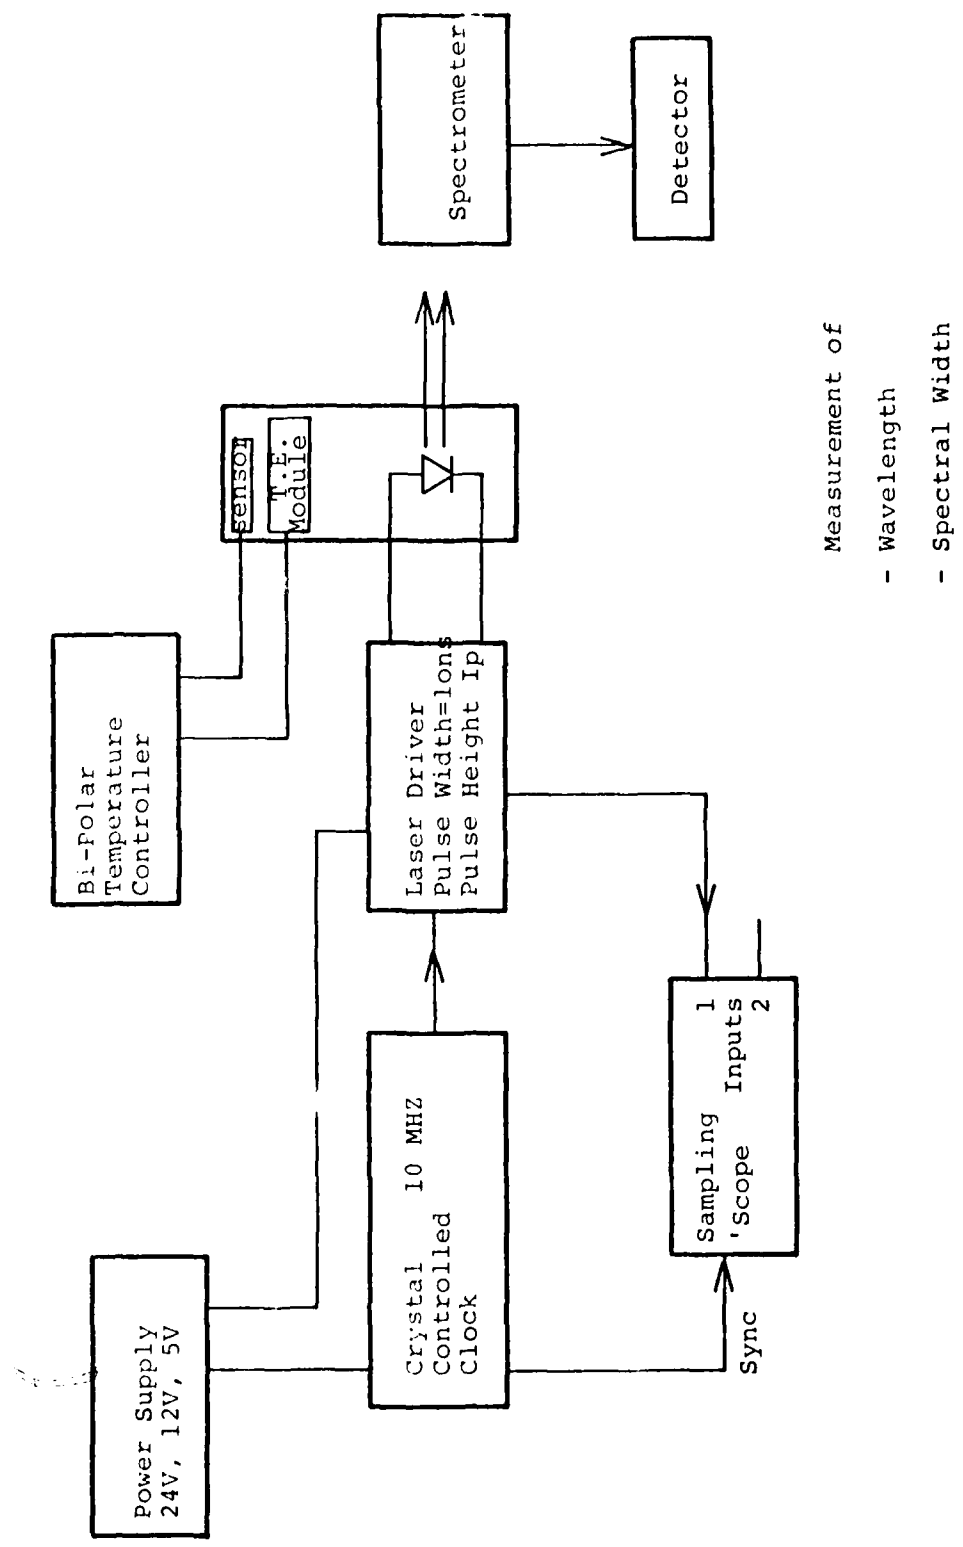 Power Supply
24V, 12V, 5V
Bi-Polar
Temperature
Controller
sensor
T.E.
Module
Crystal 10 MHZ
Controlled
Clock
Laser Driver
Pulse Width=10ns
Pulse Height Ip
Spectrometer
Detector
Sync
Sampling 1
'Scope Inputs
2
Measurement of
- Wavelength
- Spectral Width